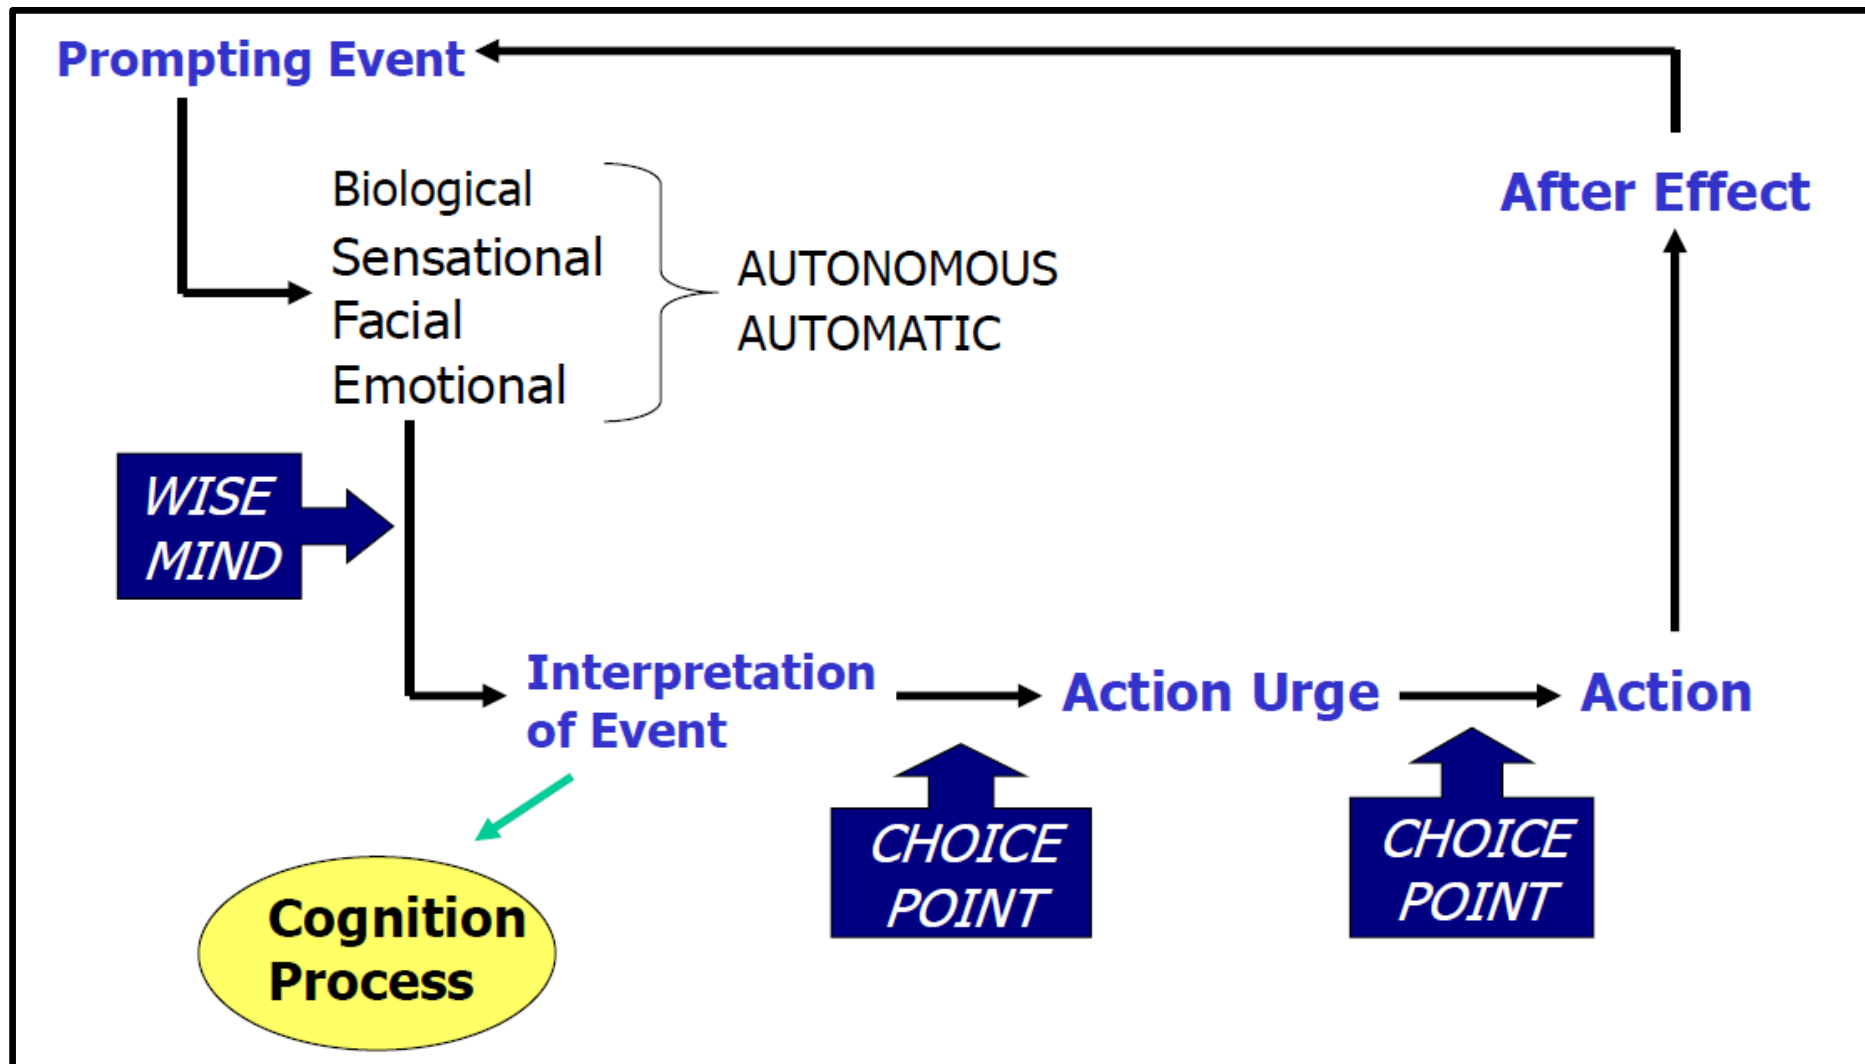 Prompting Event
Biological
Sensational
Facial
Emotional
AUTONOMOUS
AUTOMATIC
After Effect
WISE
MIND
Interpretation
of Event
Action Urge
Action
CHOICE
POINT
CHOICE
POINT
Cognition
Process